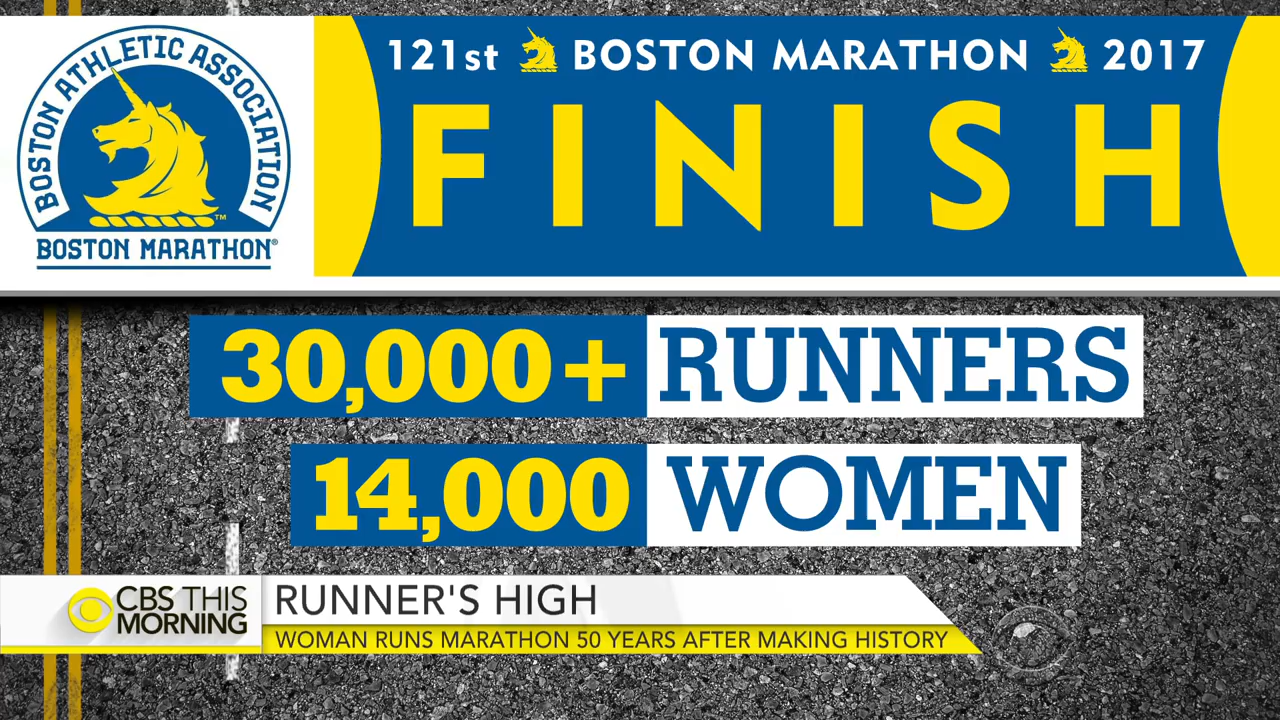 BOSTON ATHLETIC ASSOCIATION
™
BOSTON MARATHON®
121st BOSTON MARATHON 2017
FINISH
30,000+ RUNNERS
14,000 WOMEN
CBS THIS MORNING
RUNNER'S HIGH
WOMAN RUNS MARATHON 50 YEARS AFTER MAKING HISTORY